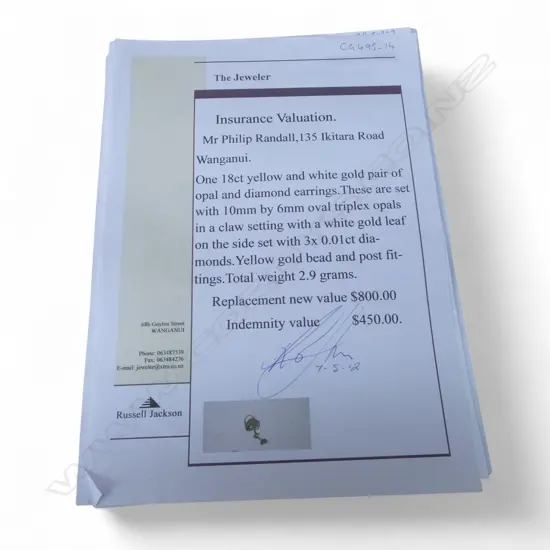 CG495-14
The Jeweler
Insurance Valuation.
Mr Philip Randall,135 Ikitara Road
Wanganui.
One 18ct yellow and white gold pair of
opal and diamond earrings.These are set
with 10mm by 6mm oval triplex opals
in a claw setting with a white gold leaf
on the side set with 3x 0.01ct dia-
monds.Yellow gold bead and post fit-
tings.Total weight 2.9 grams.
Replacement new value $800.00
Indemnity value $450.00.
7-5-12
Street
WANGANUI
Phone: 063487539
Fax: 063484236
E-mail:
Russell Jackson